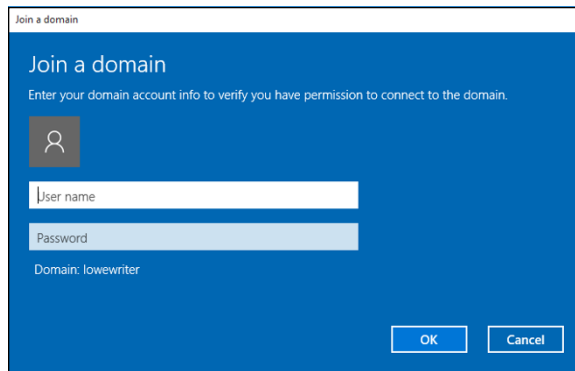 Join a domain
Join a domain
Enter your domain account info to verify you have permission to connect to the domain.
User name
Password
Domain: lowewriter
OK
Cancel